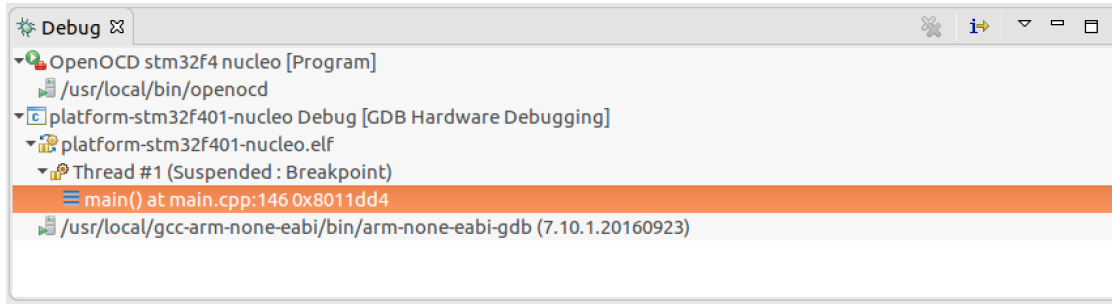 Debug
OpenOCD stm32f4 nucleo [Program]
/usr/local/bin/openocd
platform-stm32f401-nucleo Debug [GDB Hardware Debugging]
platform-stm32f401-nucleo.elf
Thread #1 (Suspended : Breakpoint)
main() at main.cpp:146 0x8011dd4
/usr/local/gcc-arm-none-eabi/bin/arm-none-eabi-gdb (7.10.1.20160923)